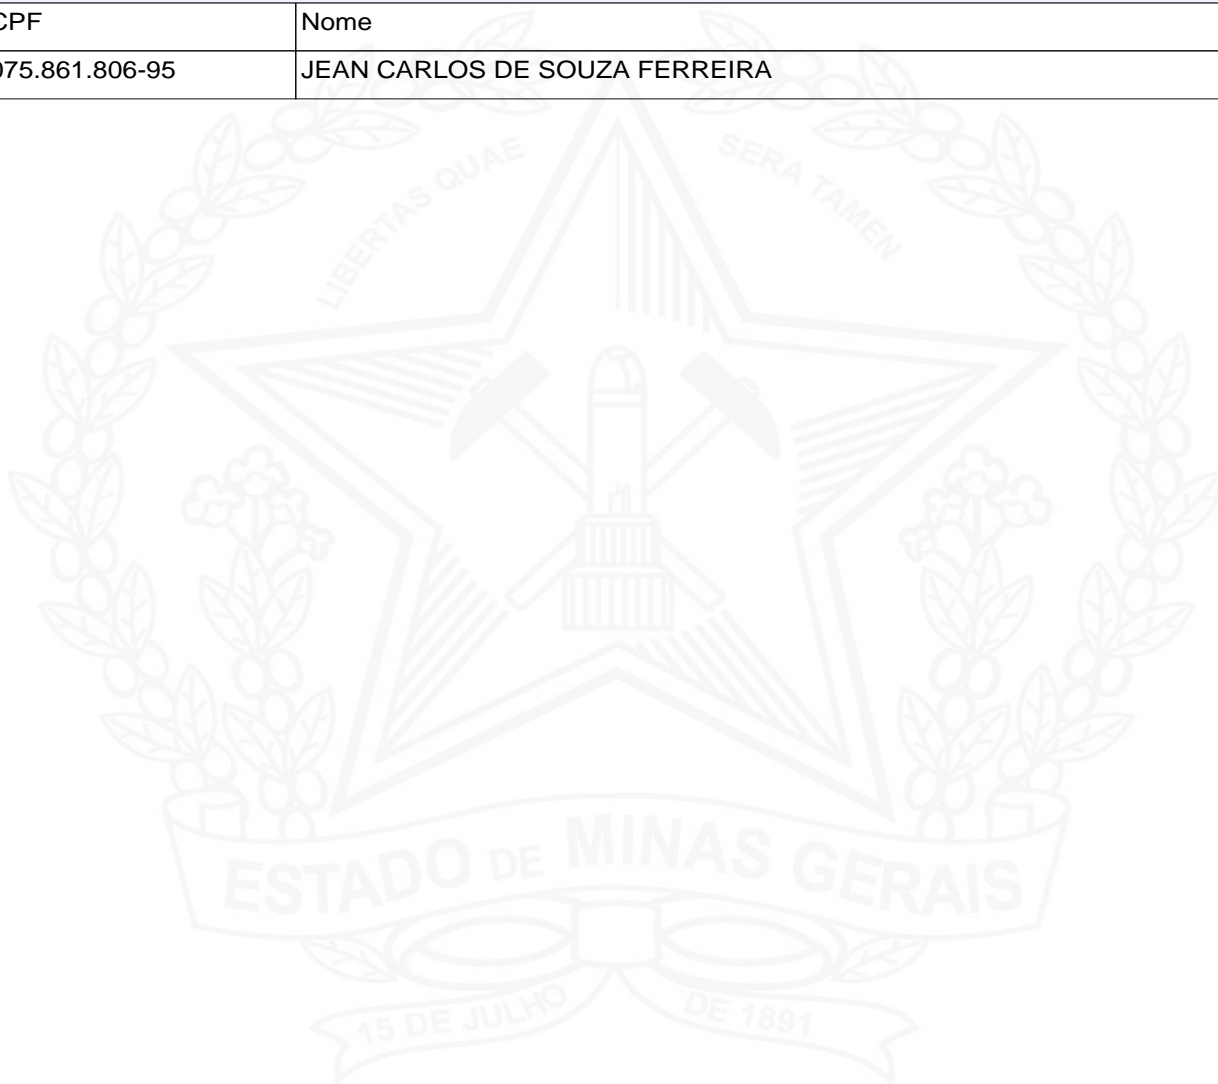 CPF Nome
075.861.806-95 JEAN CARLOS DE SOUZA FERREIRA
LIBERTAS QUAE SERA TAMEN
ESTADO DE MINAS GERAIS
15 DE JULHO DE 1891